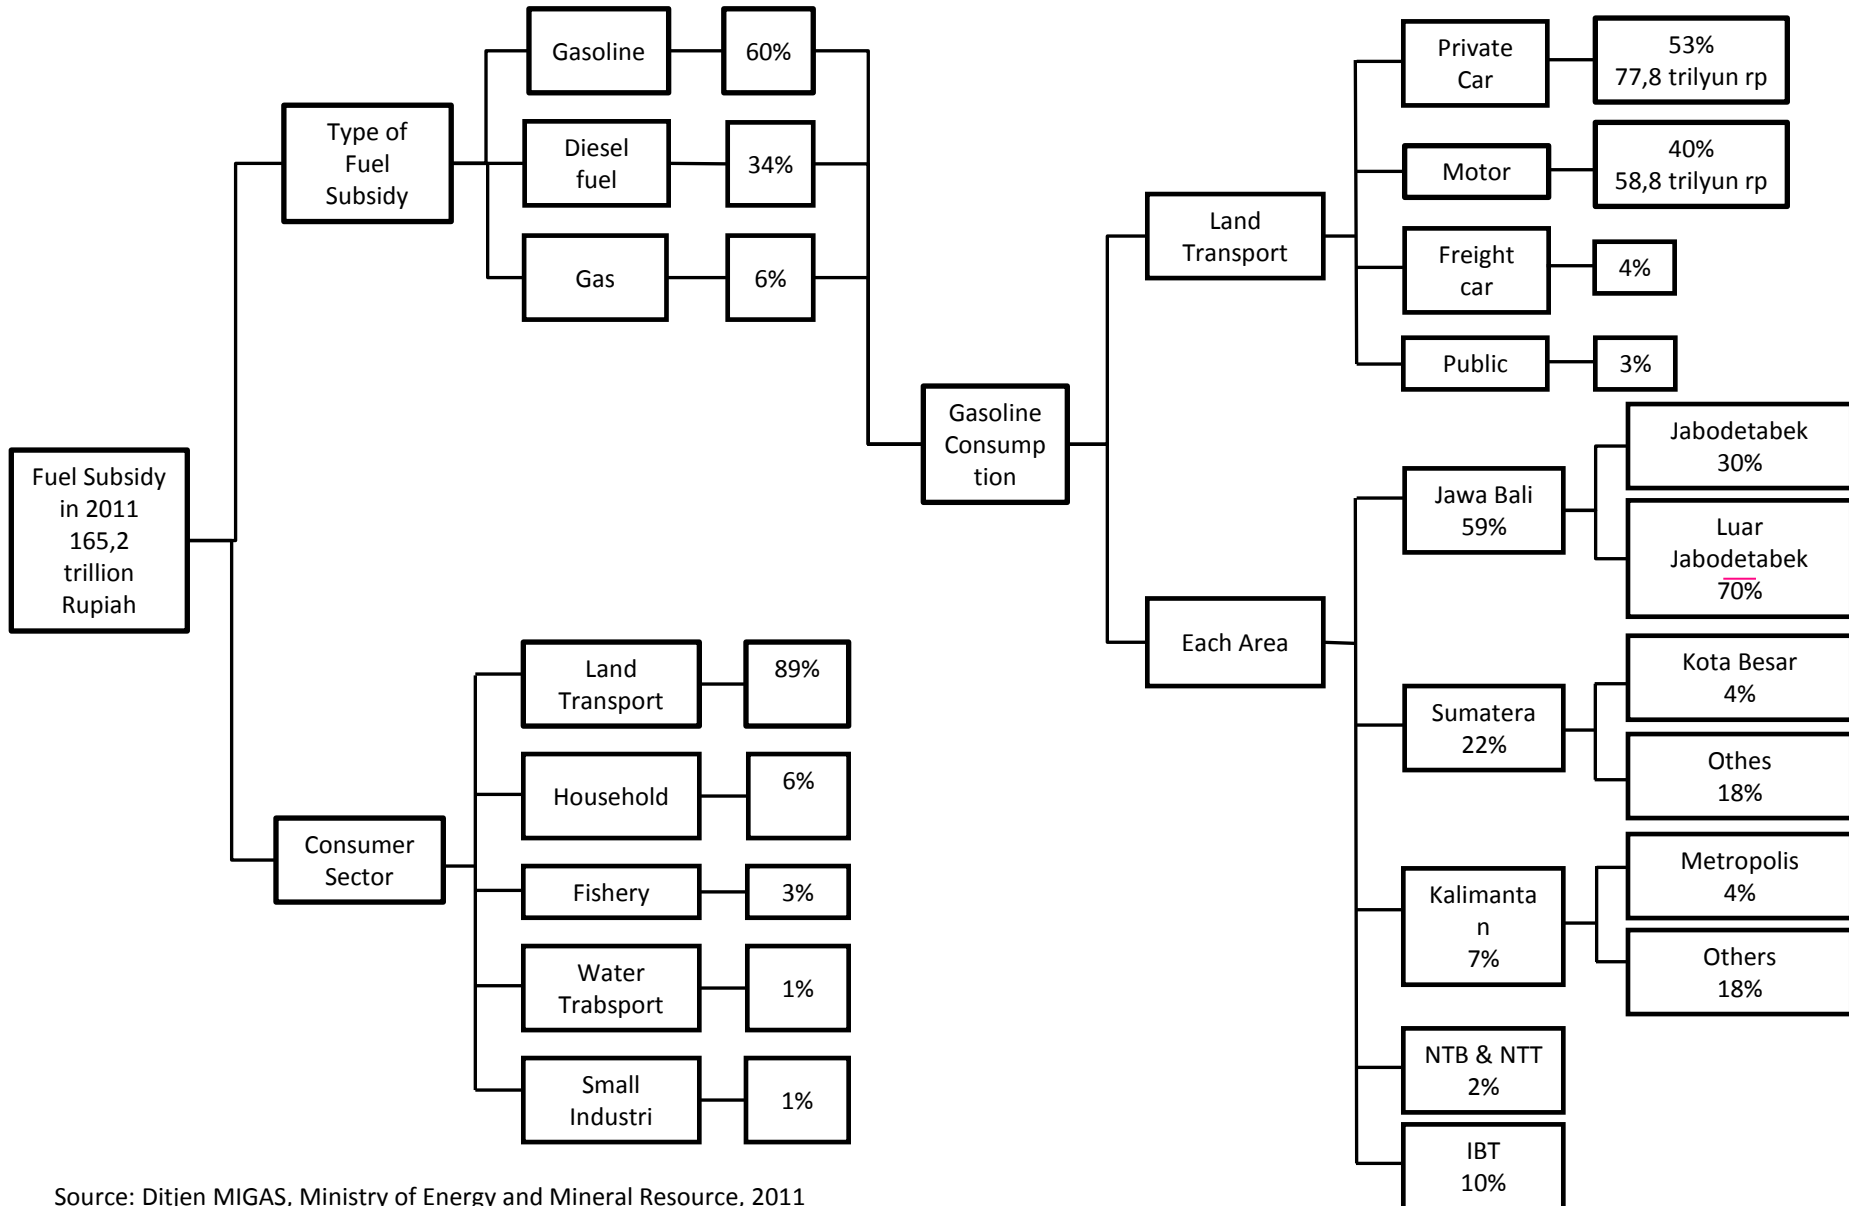 Fuel Subsidy
in 2011
165,2
trillion
Rupiah
Type of
Fuel
Subsidy
Gasoline
60%
Diesel
fuel
34%
Gas
6%
Consumer
Sector
Land
Transport
89%
Household
6%
Fishery
3%
Water
Trabsport
1%
Small
Industri
1%
Gasoline
Consump
tion
Land
Transport
Private
Car
53%
77,8 trilyun rp
Motor
40%
58,8 trilyun rp
Freight
car
4%
Public
3%
Each Area
Jawa Bali
59%
Jabodetabek
30%
Luar
Jabodetabek
70%
Sumatera
22%
Kota Besar
4%
Othes
18%
Kalimanta
n
7%
Metropolis
4%
Others
18%
NTB & NTT
2%
IBT
10%
Source: Ditjen MIGAS, Ministry of Energy and Mineral Resource, 2011